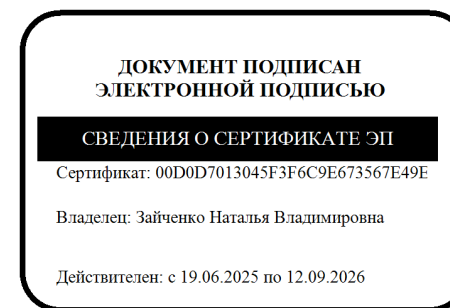 ДОКУМЕНТ ПОДПИСАН
ЭЛЕКТРОННОЙ ПОДПИСЬЮ
СВЕДЕНИЯ О СЕРТИФИКАТЕ ЭП
Сертификат: 00D0D7013045F3F6C9E673567E49E
Владелец: Зайченко Наталья Владимировна
Действителен: с 19.06.2025 по 12.09.2026